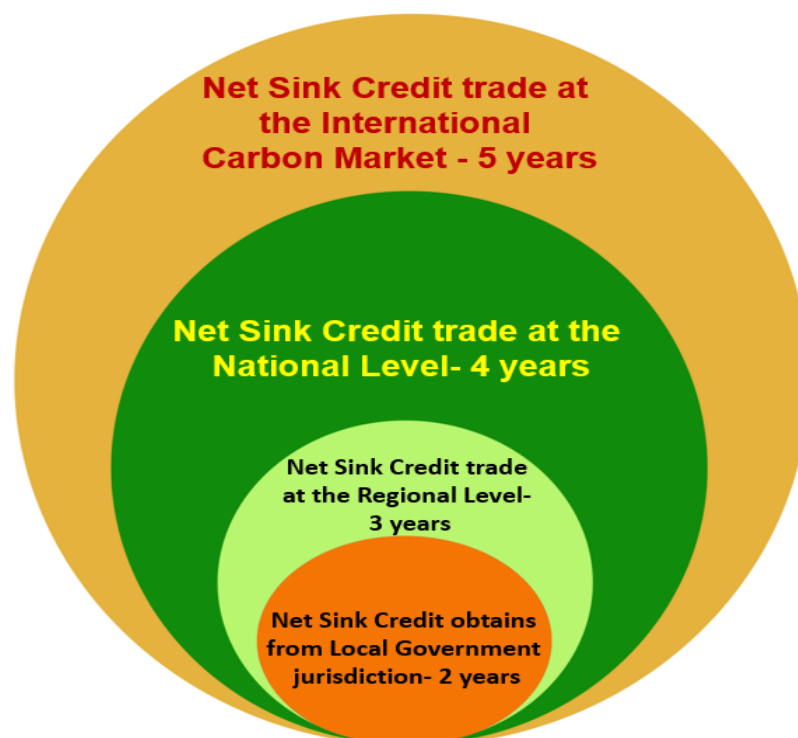 Net Sink Credit trade at
the International
Carbon Market - 5 years
Net Sink Credit trade at the
National Level- 4 years
Net Sink Credit trade
at the Regional Level-
3 years
Net Sink Credit obtains
from Local Government
jurisdiction- 2 years